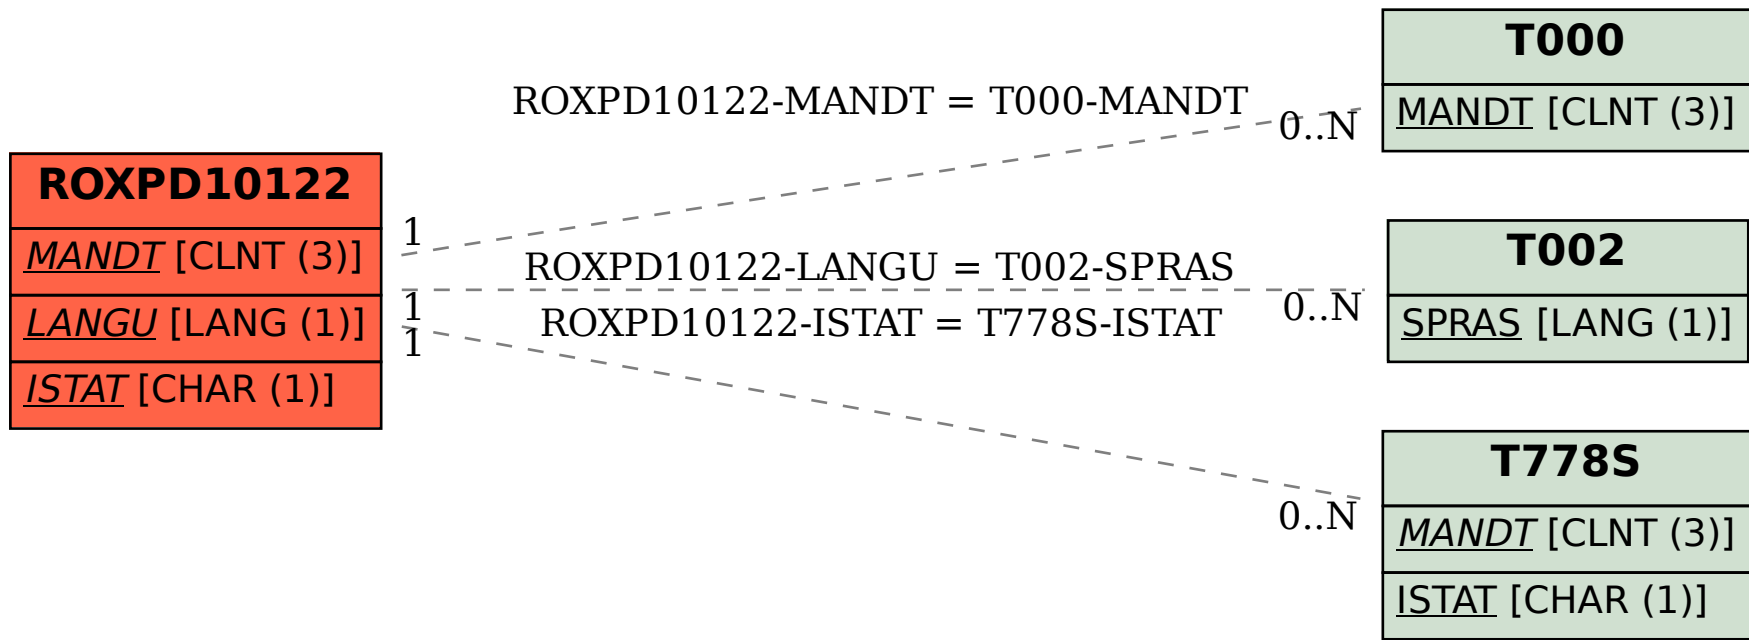 ROXPD10122
MANDT [CLNT (3)]
LANGU [LANG (1)]
ISTAT [CHAR (1)]
ROXPD10122-MANDT = T000-MANDT
1
0..N
ROXPD10122-LANGU = T002-SPRAS
1
0..N
ROXPD10122-ISTAT = T778S-ISTAT
1
0..N
T000
MANDT [CLNT (3)]
T002
SPRAS [LANG (1)]
T778S
MANDT [CLNT (3)]
ISTAT [CHAR (1)]